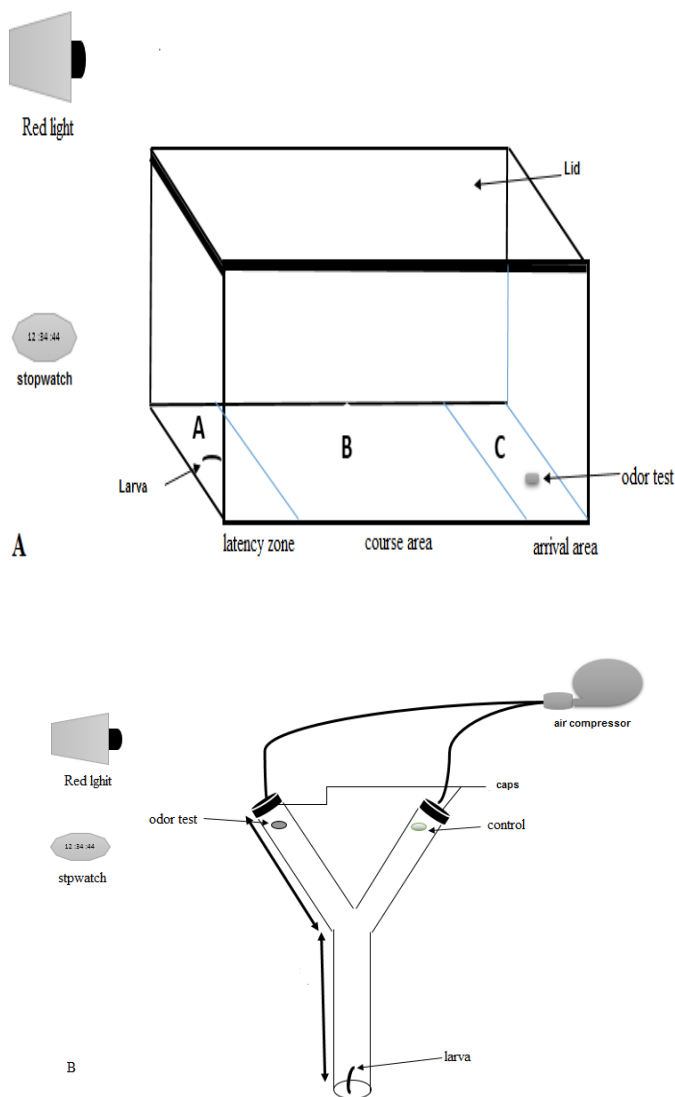 Red light
Lid
12 :34 :44
stopwatch
A
B
C
Larva
odor test
A
latency zone
course area
arrival area
air compressor
Red lghit
caps
odor test
control
12 :34 :44
stpwatch
larva
B